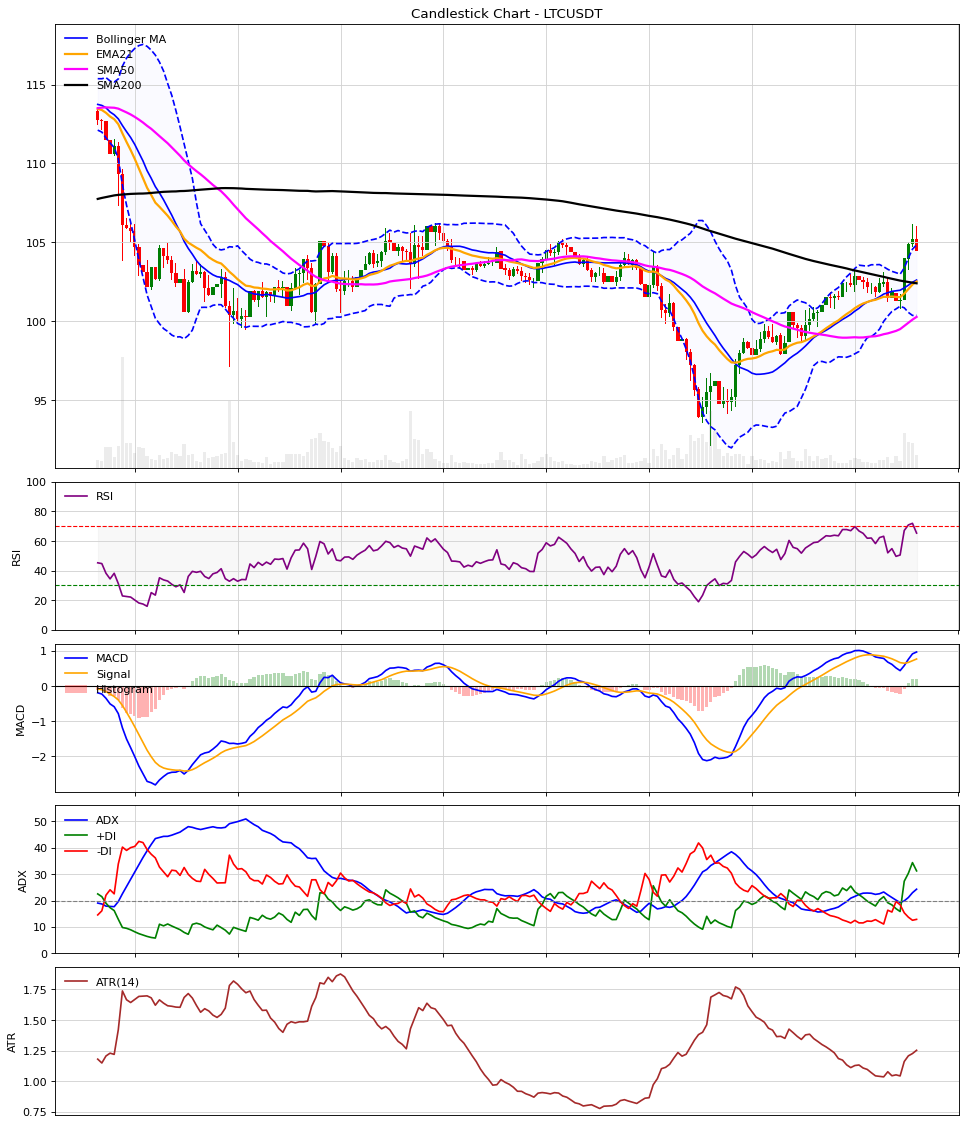 Candlestick Chart - LTCUSDT
Bollinger MA
EMA21
SMA50
SMA200
115
110
105
100
95
RSI
100
80
60
40
20
0
RSI
MACD
Signal
Histogram
1
0
−1
−2
MACD
ADX
+DI
-DI
50
40
30
20
10
0
ADX
ATR(14)
1.75
1.50
1.25
1.00
0.75
ATR